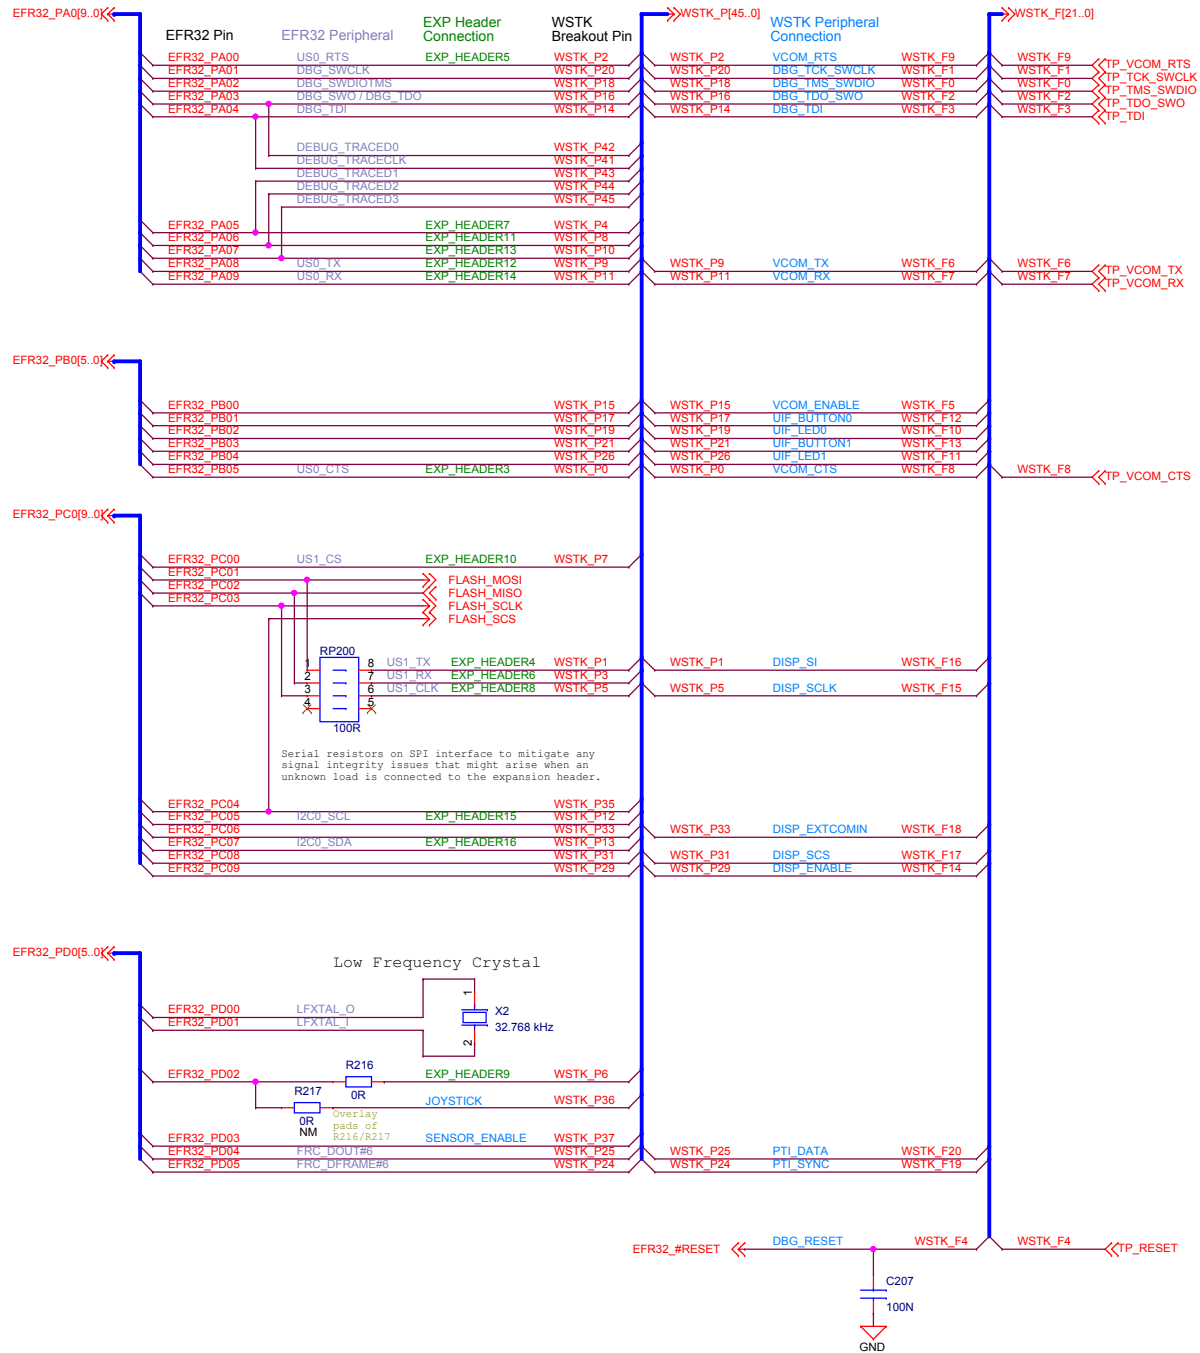 EFR32_PA0[9..0]
WSTK_P[45..0]
WSTK_F[21..0]
EFR32 Pin
EFR32 Peripheral
EXP Header
Connection
WSTK
Breakout Pin
WSTK Peripheral
Connection
EFR32_PA00 US0_RTS EXP_HEADER5 WSTK_P2 WSTK_P2 VCOM_RTS WSTK_F9 WSTK_F9 TP_VCOM_RTS
EFR32_PA01 DBG_SWCLK WSTK_P20 WSTK_P20 DBG_TCK_SWCLK WSTK_F1 WSTK_F1 TP_TCK_SWCLK
EFR32_PA02 DBG_SWDIOTMS WSTK_P18 WSTK_P18 DBG_TMS_SWDIO WSTK_F0 WSTK_F0 TP_TMS_SWDIO
EFR32_PA03 DBG_SWO / DBG_TDO WSTK_P16 WSTK_P16 DBG_TDO_SWO WSTK_F2 WSTK_F2 TP_TDO_SWO
EFR32_PA04 DBG_TDI WSTK_P14 WSTK_P14 DBG_TDI WSTK_F3 WSTK_F3 TP_TDI
DEBUG_TRACED0 WSTK_P42
DEBUG_TRACECLK WSTK_P41
DEBUG_TRACED1 WSTK_P43
DEBUG_TRACED2 WSTK_P44
DEBUG_TRACED3 WSTK_P45
EFR32_PA05 EXP_HEADER7 WSTK_P4
EFR32_PA06 EXP_HEADER11 WSTK_P8
EFR32_PA07 EXP_HEADER13 WSTK_P10
EFR32_PA08 US0_TX EXP_HEADER12 WSTK_P9 WSTK_P9 VCOM_TX WSTK_F6 WSTK_F6 TP_VCOM_TX
EFR32_PA09 US0_RX EXP_HEADER14 WSTK_P11 WSTK_P11 VCOM_RX WSTK_F7 WSTK_F7 TP_VCOM_RX
EFR32_PB0[5..0]
EFR32_PB00 WSTK_P15 WSTK_P15 VCOM_ENABLE WSTK_F5
EFR32_PB01 WSTK_P17 WSTK_P17 UIF_BUTTON0 WSTK_F12
EFR32_PB02 WSTK_P19 WSTK_P19 UIF_LED0 WSTK_F10
EFR32_PB03 WSTK_P21 WSTK_P21 UIF_BUTTON1 WSTK_F13
EFR32_PB04 WSTK_P26 WSTK_P26 UIF_LED1 WSTK_F11
EFR32_PB05 US0_CTS EXP_HEADER3 WSTK_P0 WSTK_P0 VCOM_CTS WSTK_F8 WSTK_F8 TP_VCOM_CTS
EFR32_PC0[9..0]
EFR32_PC00 US1_CS EXP_HEADER10 WSTK_P7
EFR32_PC01 FLASH_MOSI
EFR32_PC02 FLASH_MISO
EFR32_PC03 FLASH_SCLK
FLASH_SCS
RP200
1 8 US1_TX EXP_HEADER4 WSTK_P1 WSTK_P1 DISP_SI WSTK_F16
2 7 US1_RX EXP_HEADER6 WSTK_P3
3 6 US1_CLK EXP_HEADER8 WSTK_P5 WSTK_P5 DISP_SCLK WSTK_F15
4 5
100R
Serial resistors on SPI interface to mitigate any
signal integrity issues that might arise when an
unknown load is connected to the expansion header.
EFR32_PC04 WSTK_P35
EFR32_PC05 I2C0_SCL EXP_HEADER15 WSTK_P12
EFR32_PC06 WSTK_P33 WSTK_P33 DISP_EXTCOMIN WSTK_F18
EFR32_PC07 I2C0_SDA EXP_HEADER16 WSTK_P13
EFR32_PC08 WSTK_P31 WSTK_P31 DISP_SCS WSTK_F17
EFR32_PC09 WSTK_P29 WSTK_P29 DISP_ENABLE WSTK_F14
EFR32_PD0[5..0]
Low Frequency Crystal
1
EFR32_PD00 LFXTAL_O X2
EFR32_PD01 LFXTAL_I 32.768 kHz
2
R216
EFR32_PD02 EXP_HEADER9 WSTK_P6
0R
R217
JOYSTICK WSTK_P36
0R
NM
Overlay
pads of
R216/R217
EFR32_PD03 SENSOR_ENABLE WSTK_P37
EFR32_PD04 FRC_DOUT#6 WSTK_P25 WSTK_P25 PTI_DATA WSTK_F20
EFR32_PD05 FRC_DFRAME#6 WSTK_P24 WSTK_P24 PTI_SYNC WSTK_F19
EFR32_#RESET DBG_RESET WSTK_F4 WSTK_F4 TP_RESET
C207
100N
GND